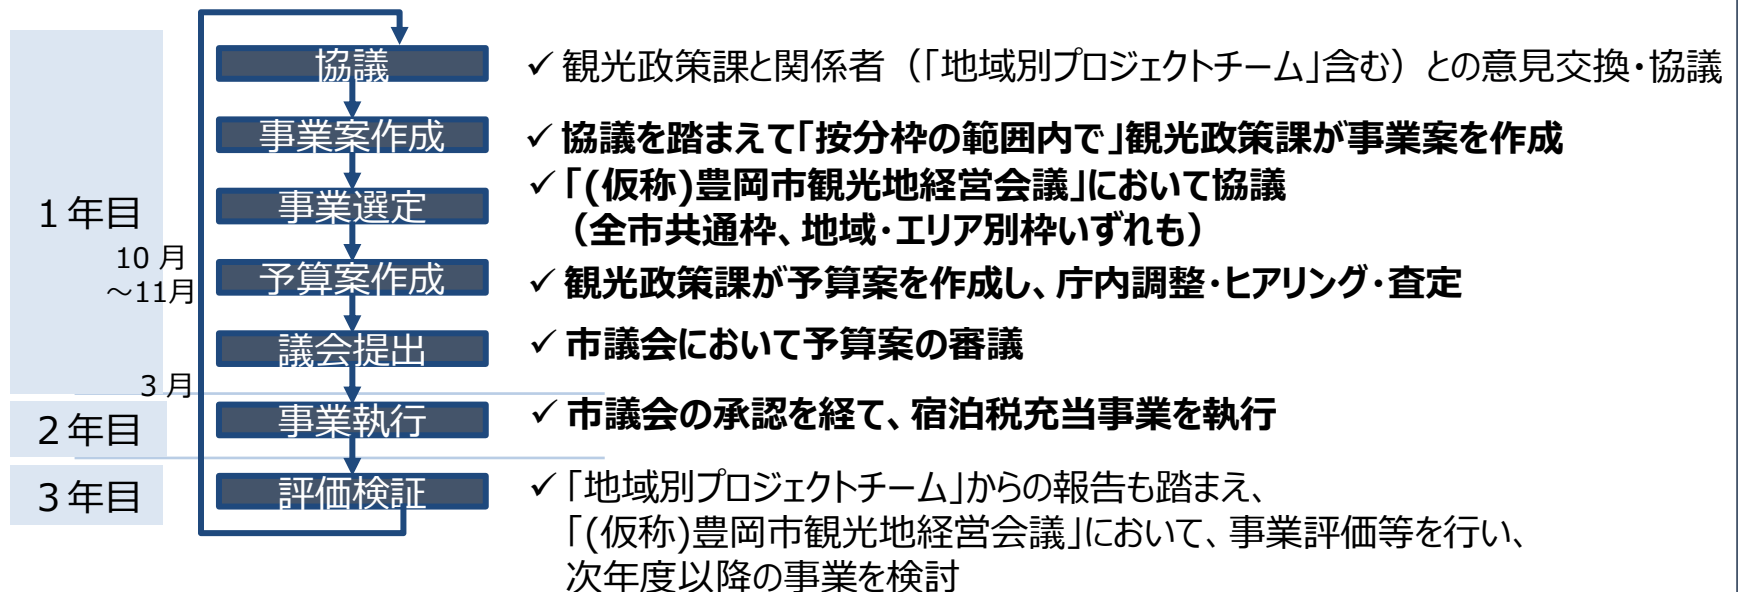 協議
✓ 観光政策課と関係者（「地域別プロジェクトチーム」含む）との意見交換・協議
事業案作成
✓ 協議を踏まえて「按分枠の範囲内で」観光政策課が事業案を作成
1年目
事業選定
✓ 「(仮称)豊岡市観光地経営会議」において協議
（全市共通枠、地域・エリア別枠いずれも）
10月
～11月
予算案作成
✓ 観光政策課が予算案を作成し、庁内調整・ヒアリング・査定
議会提出
✓ 市議会において予算案の審議
3月
2年目
事業執行
✓ 市議会の承認を経て、宿泊税充当事業を執行
3年目
評価検証
✓ 「地域別プロジェクトチーム」からの報告も踏まえ、
「(仮称)豊岡市観光地経営会議」において、事業評価等を行い、
次年度以降の事業を検討